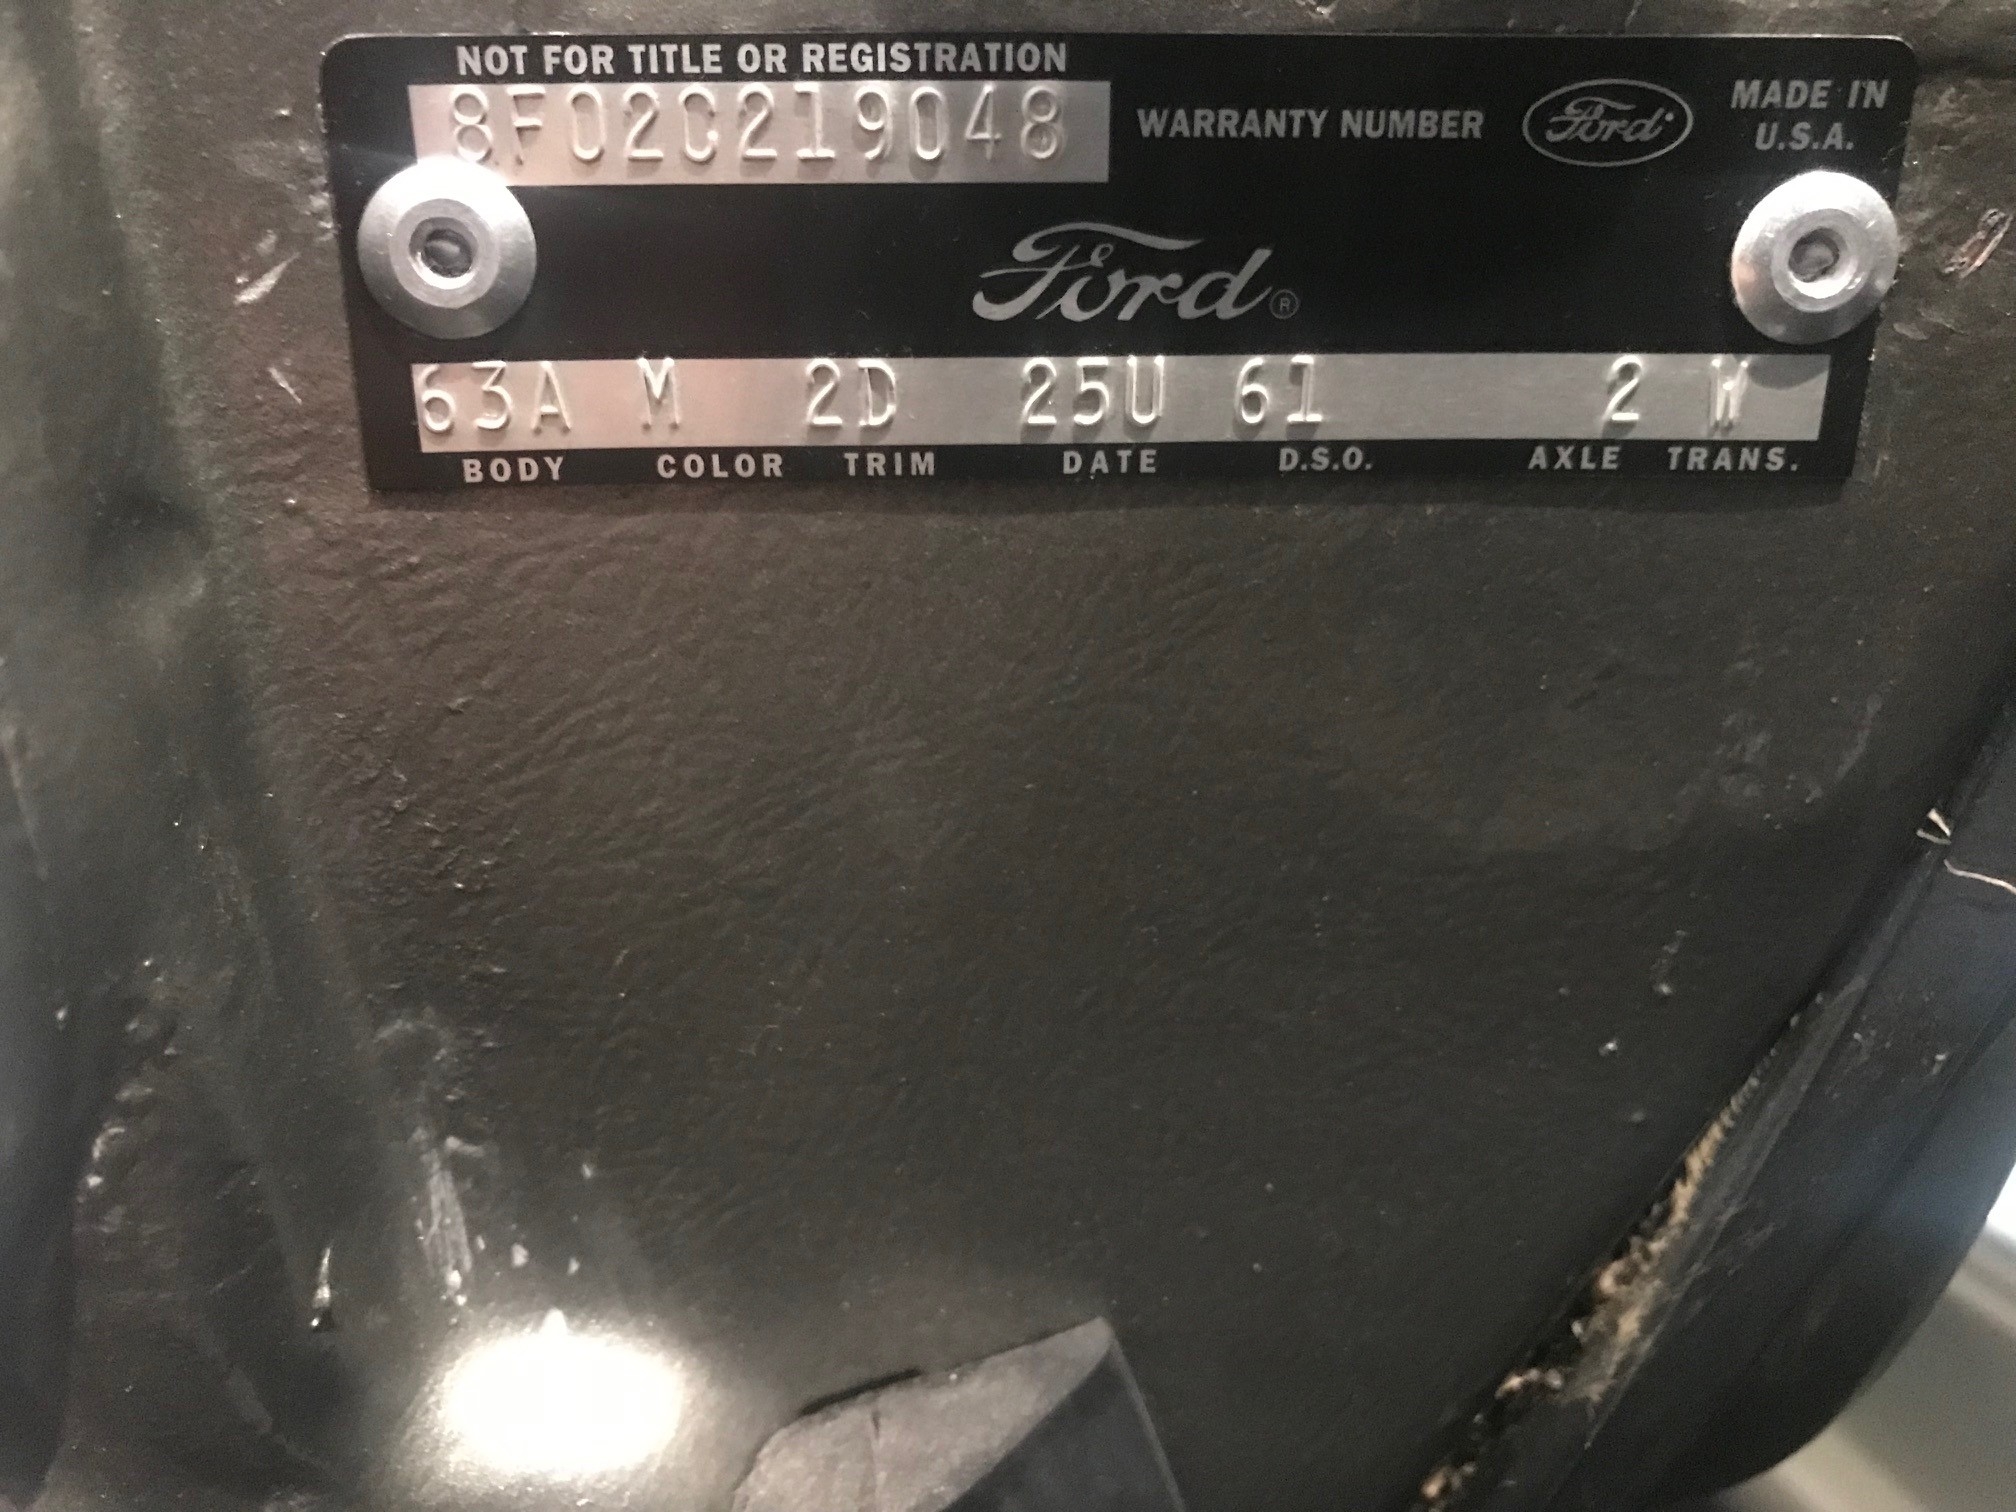 NOT FOR TITLE OR REGISTRATION
8F02C219048 WARRANTY NUMBER Ford MADE IN
U.S.A.
Ford ®
63A M 2D 25U 61 2 W
BODY COLOR TRIM DATE D.S.O. AXLE TRANS.